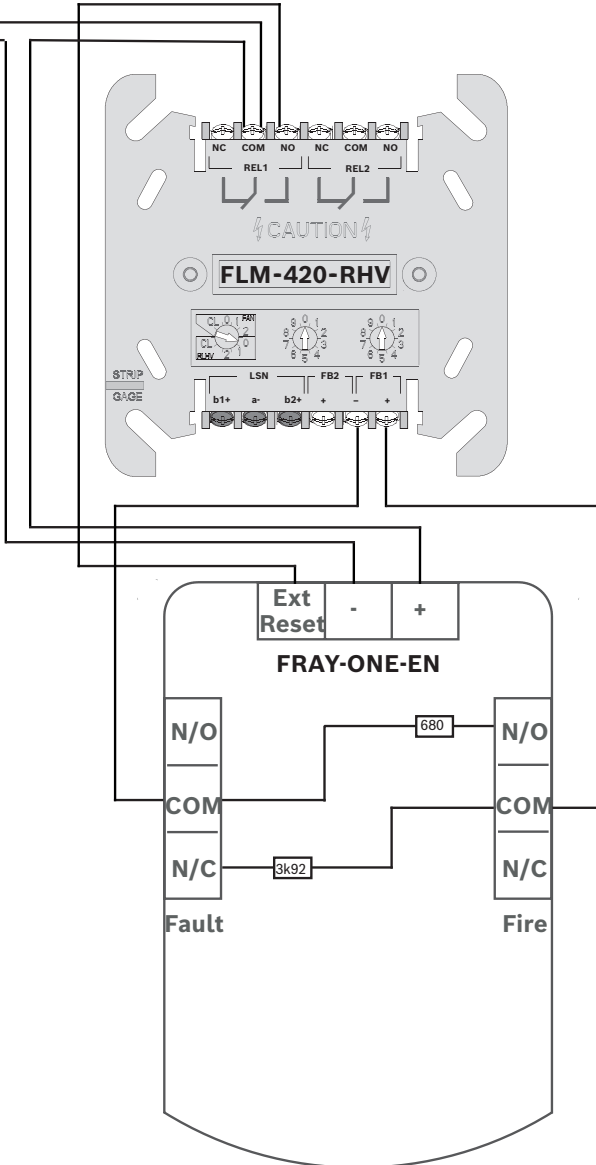 NC COM NO NC COM NO
REL1 REL2
CAUTION
FLM-420-RHV
CL 0 1 FAN 2 0 1 2 CL RLHV
9 0 1 2 3 4 5 6 7 8
9 0 1 2 3 4 5 6 7 8
STRIP
GAGE
LSN FB2 FB1
b1+ a- b2+ + – +
Ext
Reset
- +
FRAY-ONE-EN
N/O 680 N/O
COM COM
N/C 3k92 N/C
Fault Fire